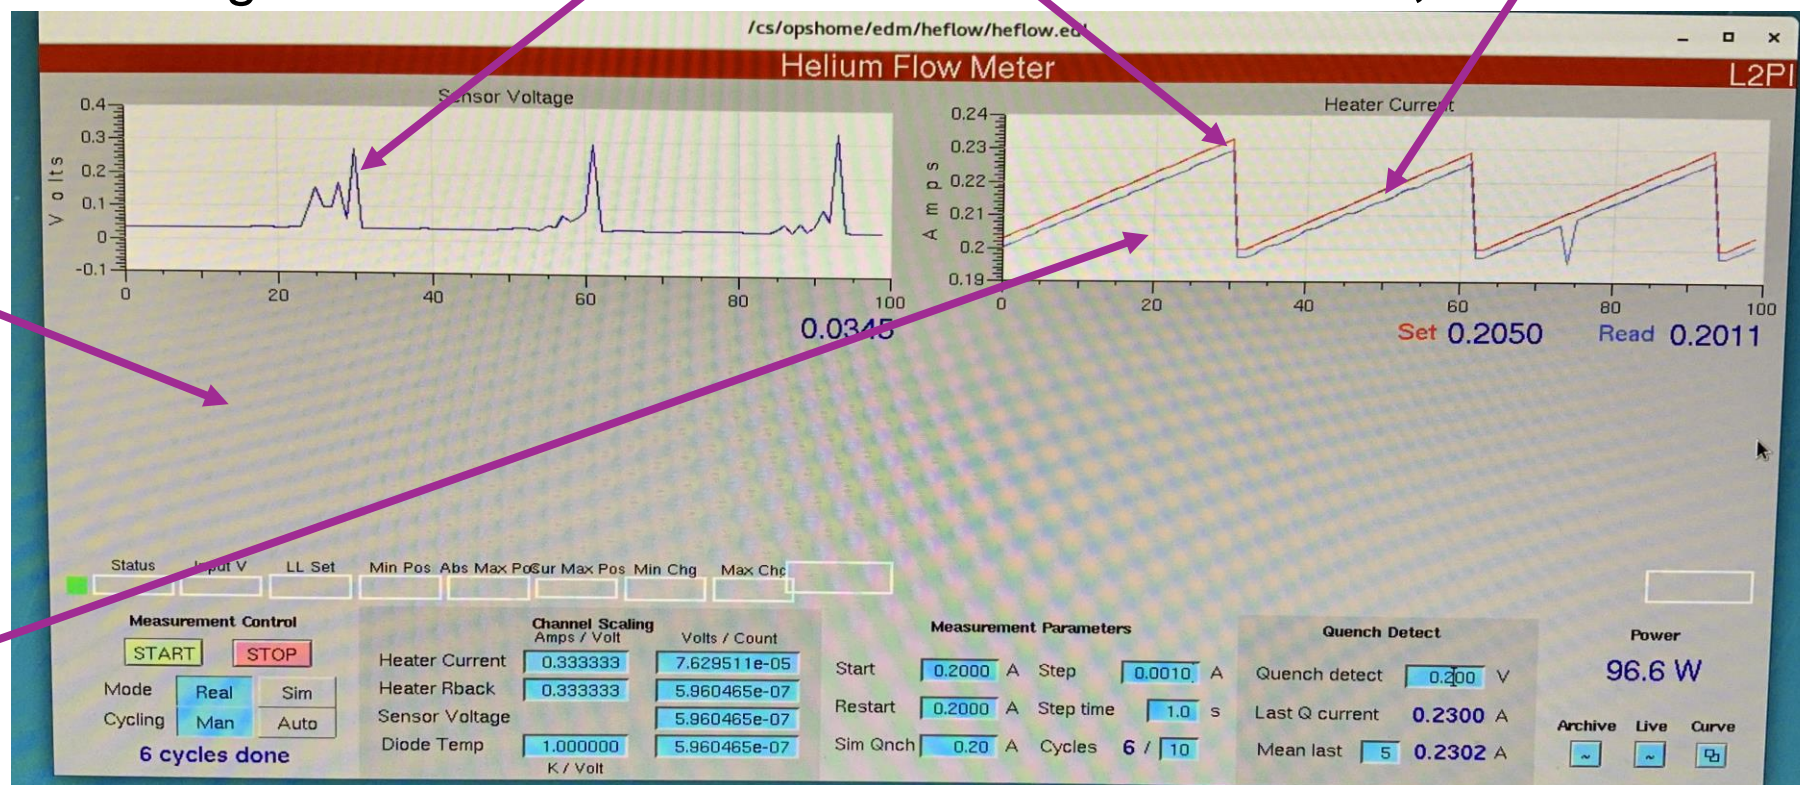 /cs/opshome/edm/heflow/heflow.edl
Helium Flow Meter
L2PI
Sensor Voltage
Heater Current
Volts
0.4
0.3
0.2
0.1
0
-0.1
0 20 40 60 80 100
0.0345
Amps
0.24
0.23
0.22
0.21
0.2
0.19
0 20 40 60 80 100
Set 0.2050 Read 0.2011
Status Input V LL Set Min Pos Abs Max Pos Cur Max Pos Min Chg Max Chg
Measurement Control
START STOP
Mode Real Sim
Cycling Man Auto
6 cycles done
Channel Scaling
Amps / Volt Volts / Count
Heater Current 0.333333 7.629511e-05
Heater Rback 0.333333 5.960465e-07
Sensor Voltage 5.960465e-07
Diode Temp 1.000000 5.960465e-07
K / Volt
Measurement Parameters
Start 0.2000 A Step 0.0010 A
Restart 0.2000 A Step time 1.0 s
Sim Qnch 0.20 A Cycles 6 / 10
Quench Detect
Quench detect 0.200 V
Last Q current 0.2300 A
Mean last 5 0.2302 A
Power
96.6 W
Archive Live Curve